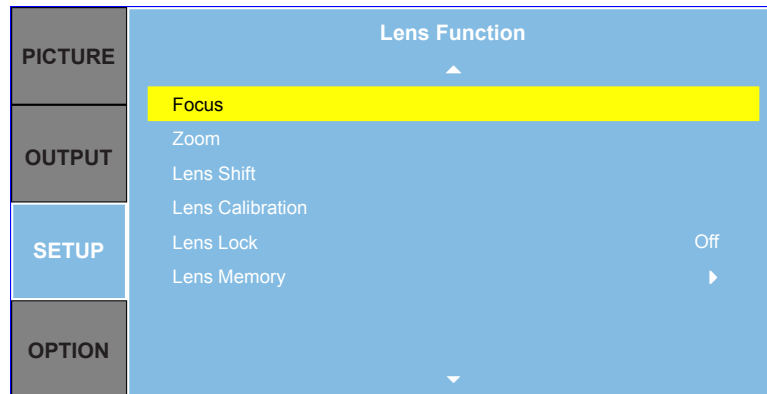 PICTURE
OUTPUT
SETUP
OPTION
Lens Function
Focus
Zoom
Lens Shift
Lens Calibration
Lens Lock Off
Lens Memory